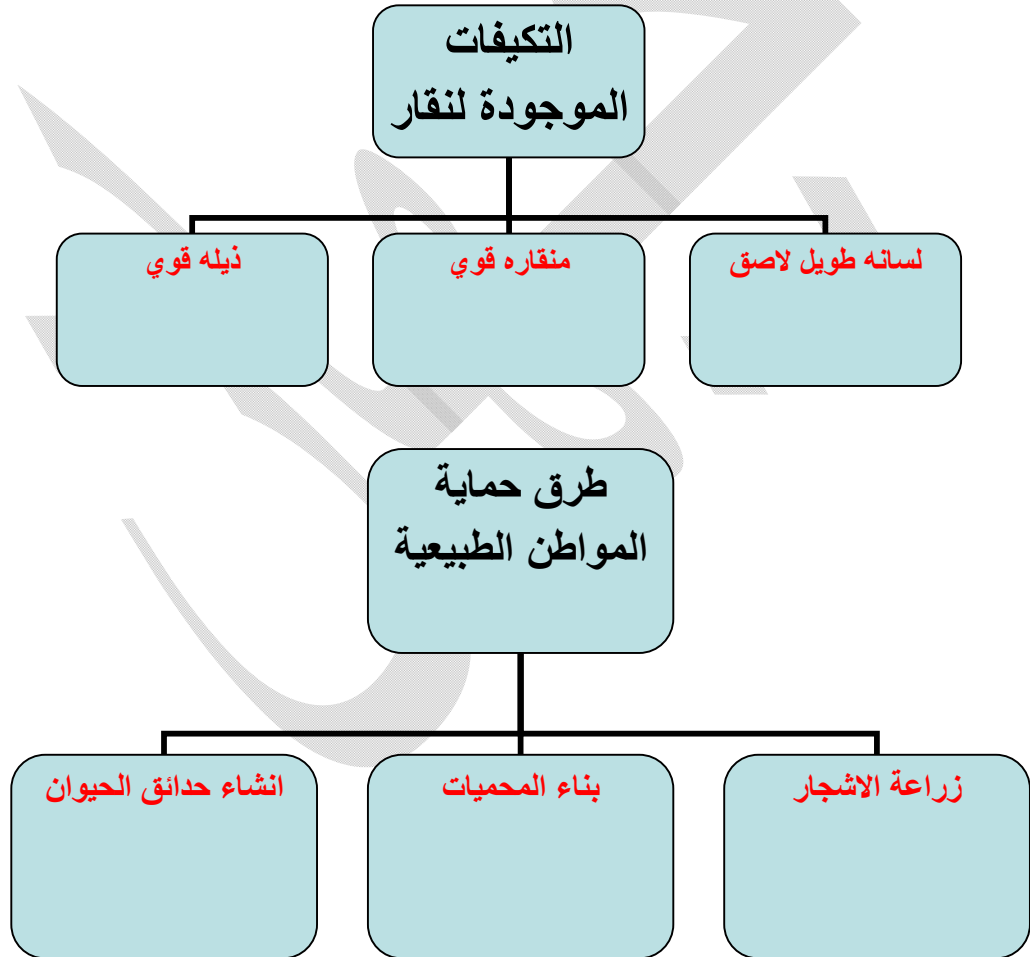 التكيفات
الموجودة لنقار
لسانه طويل لاصق
منقاره قوي
ذيله قوي
طرق حماية
المواطن الطبيعية
زراعة الاشجار
بناء المحميات
انشاء حدائق الحيوان